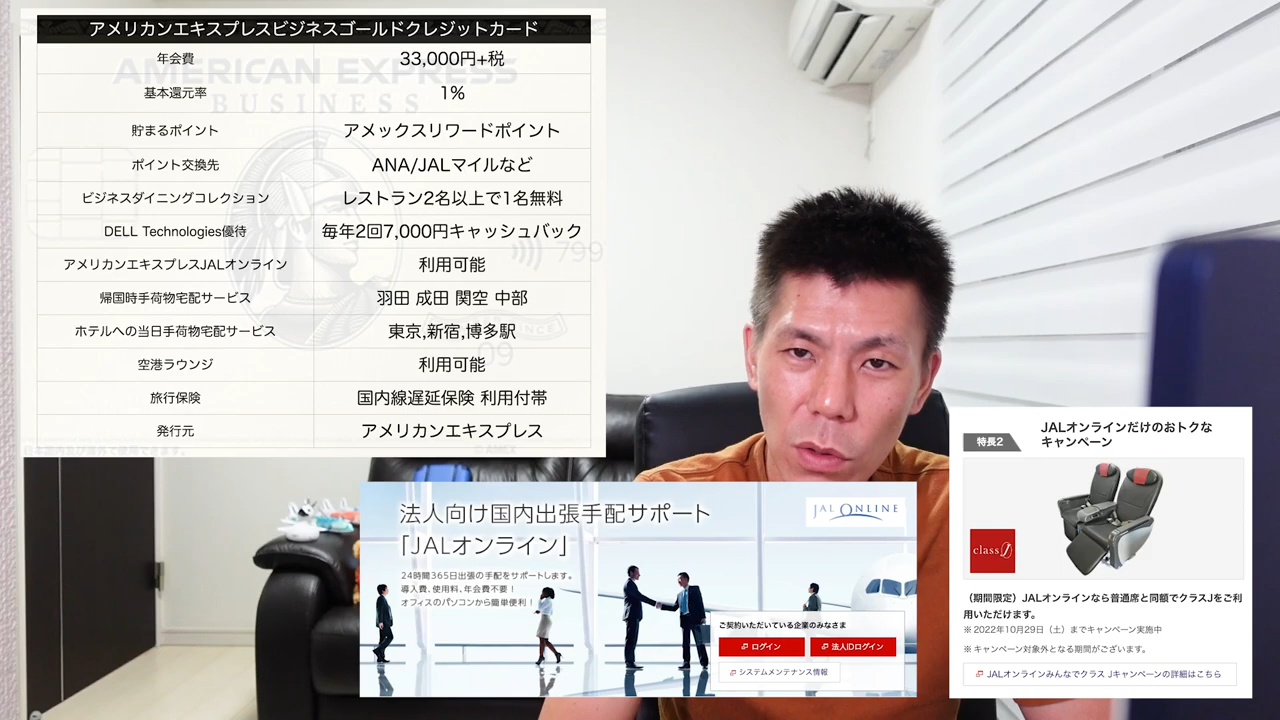 アメリカンエキスプレスビジネスゴールドクレジットカード
年会費 33,000円+税
基本還元率 1%
貯まるポイント アメックスリワードポイント
ポイント交換先 ANA/JALマイルなど
ビジネスダイニングコレクション レストラン2名以上で1名無料
DELL Technologies優待 毎年2回7,000円キャッシュバック
アメリカンエキスプレスJALオンライン 利用可能
帰国時手荷物宅配サービス 羽田 成田 関空 中部
ホテルへの当日手荷物宅配サービス 東京,新宿,博多駅
空港ラウンジ 利用可能
旅行保険 国内線遅延保険 利用付帯
発行元 アメリカンエキスプレス
AMERICAN EXPRESS
BUSINESS
799
09
法人向け国内出張手配サポート
「JALオンライン」
JAL ONLINE
24時間365日出張の手配をサポートします。
導入費、使用料、年会費不要！
オフィスのパソコンから簡単便利！
ご契約いただいている企業のみなさま
ログイン 法人IDログイン
システムメンテナンス情報
特長2
JALオンラインだけのおトクな
キャンペーン
class J
（期間限定）JALオンラインなら普通席と同額でクラスJをご利
用いただけます。
※ 2022年10月29日（土）までキャンペーン実施中
※ キャンペーン対象外となる期間がございます。
JALオンラインみんなでクラス Jキャンペーンの詳細はこちら